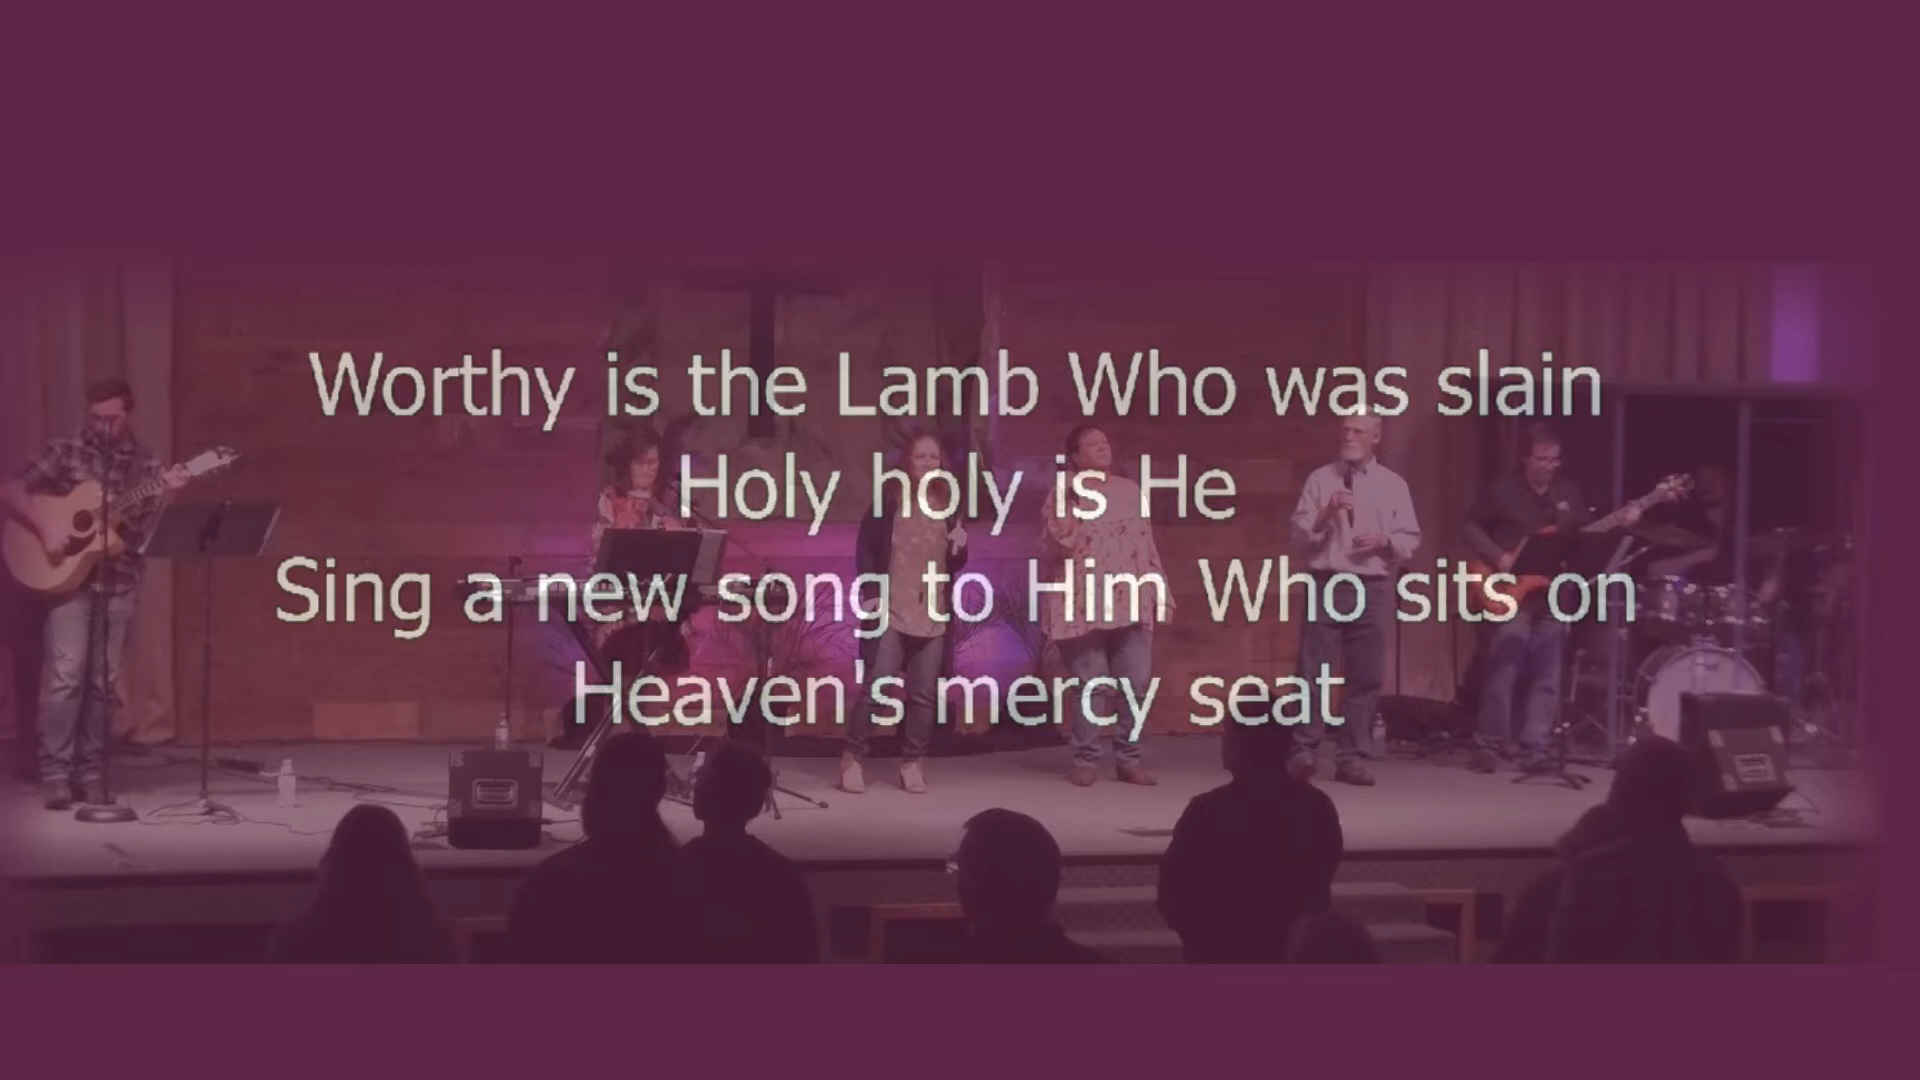 Worthy is the Lamb Who was slain
Holy holy is He
Sing a new song to Him Who sits on
Heaven's mercy seat